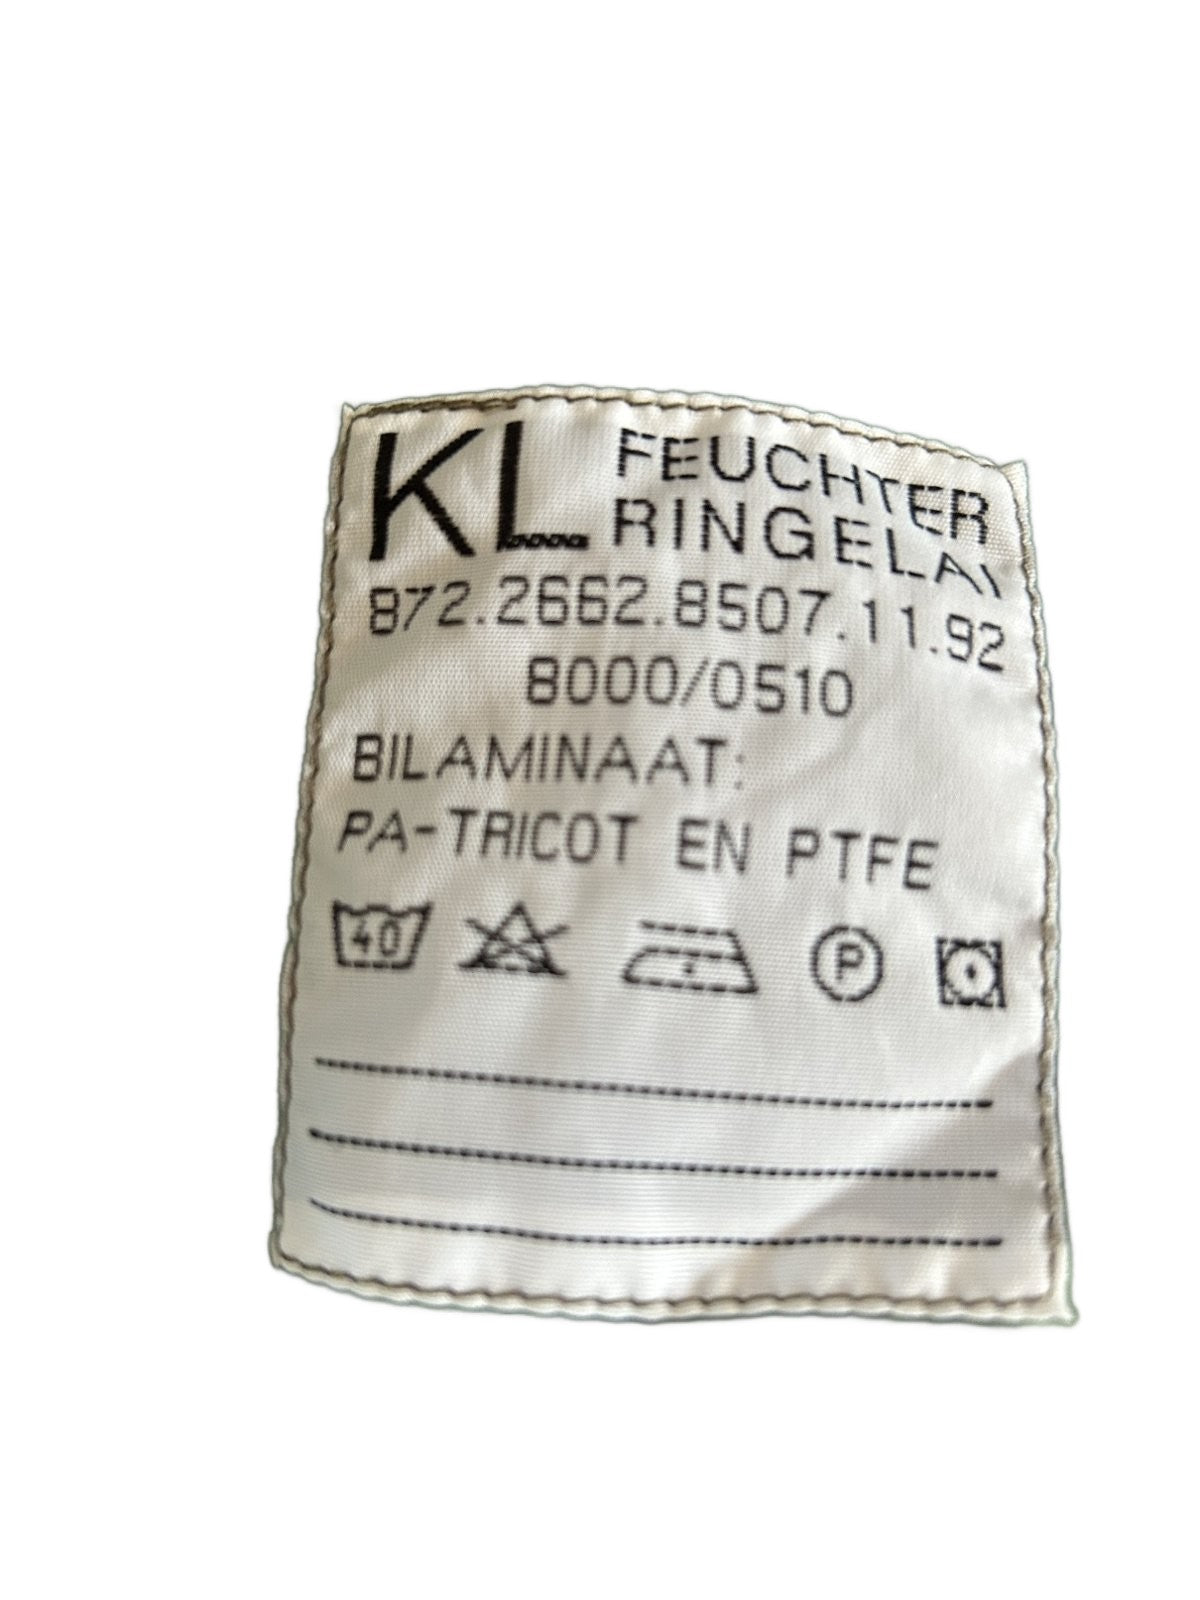 KL FEUCHTER
RINGELAI
872.2662.8507.11.92
8000/0510
BILAMINAAT:
PA-TRICOT EN PTFE
40 P